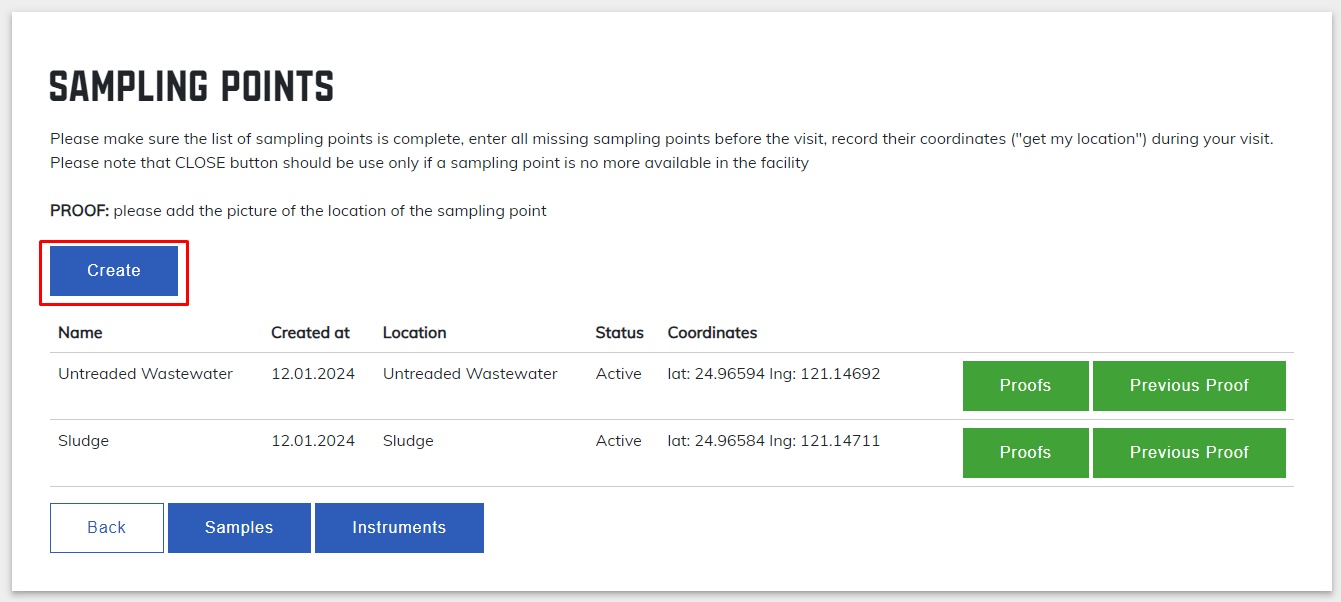 SAMPLING POINTS
Please make sure the list of sampling points is complete, enter all missing sampling points before the visit, record their coordinates ("get my location") during your visit.
Please note that CLOSE button should be use only if a sampling point is no more available in the facility
PROOF: please add the picture of the location of the sampling point
Create
Name Created at Location Status Coordinates
Untreaded Wastewater 12.01.2024 Untreaded Wastewater Active lat: 24.96594 lng: 121.14692 Proofs Previous Proof
Sludge 12.01.2024 Sludge Active lat: 24.96584 lng: 121.14711 Proofs Previous Proof
Back Samples Instruments